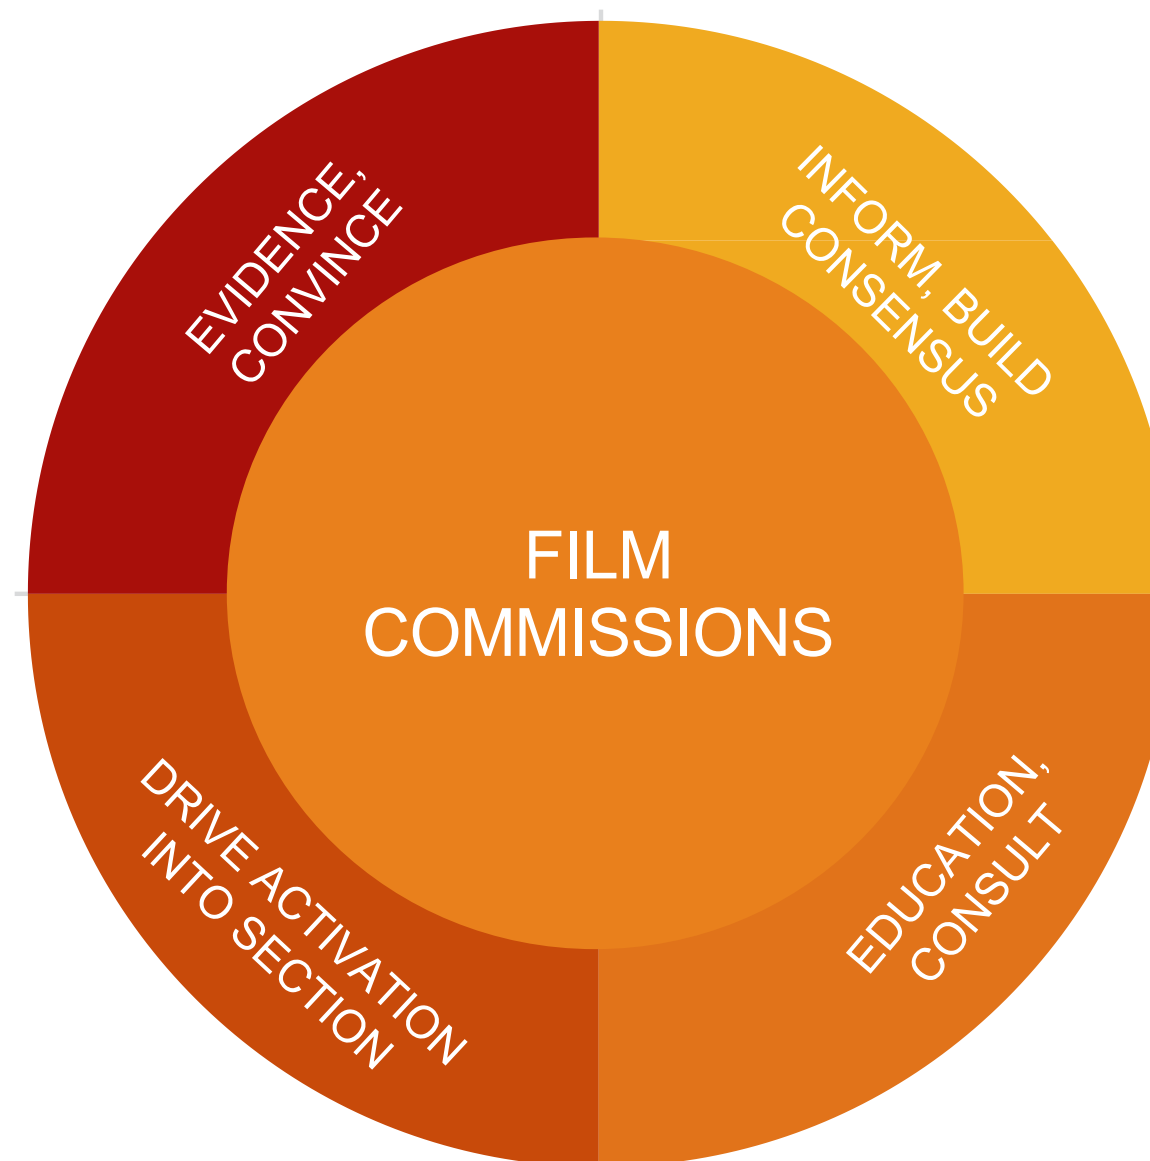 EVIDENCE,
CONVINCE
INFORM, BUILD
CONSENSUS
FILM
COMMISSIONS
DRIVE ACTIVATION
INTO SECTION
EDUCATION,
CONSULT